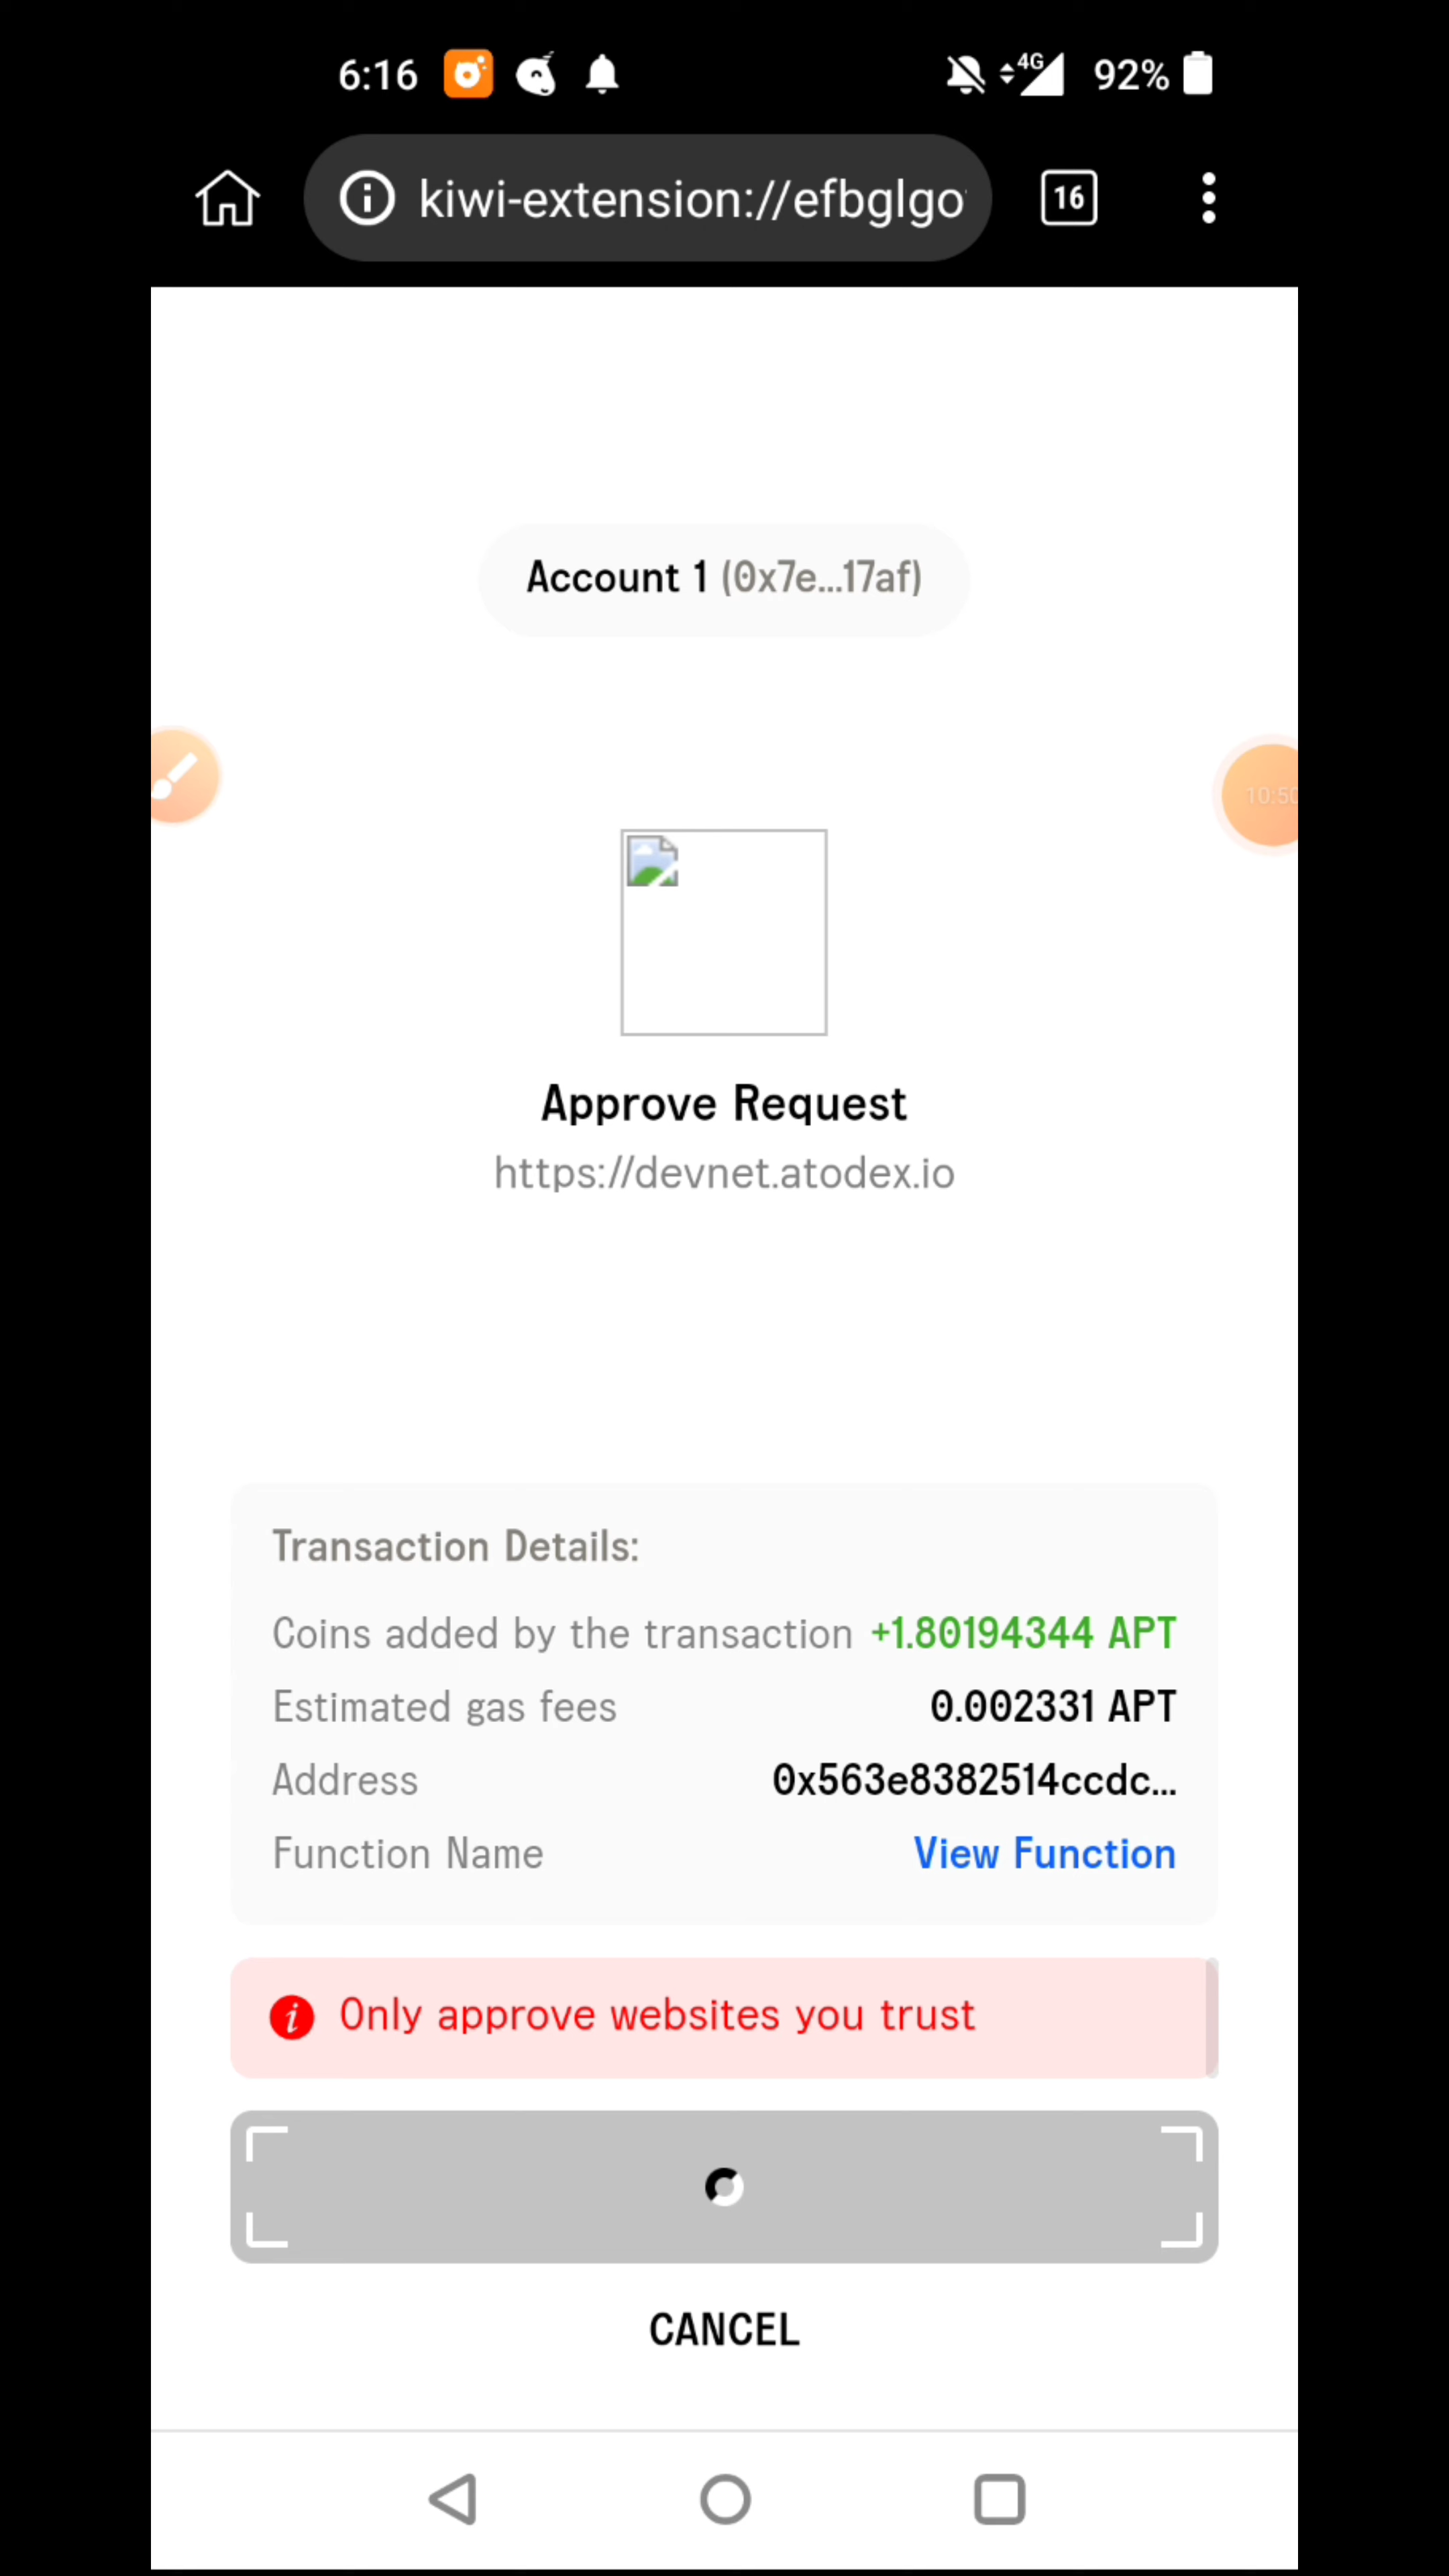 6:16 4G 92%
kiwi-extension://efbglgo
16
Account 1 (0x7e...17af)
10:50
Approve Request
https://devnet.atodex.io
Transaction Details:
Coins added by the transaction +1.80194344 APT
Estimated gas fees 0.002331 APT
Address 0x563e8382514ccdc...
Function Name View Function
Only approve websites you trust
CANCEL